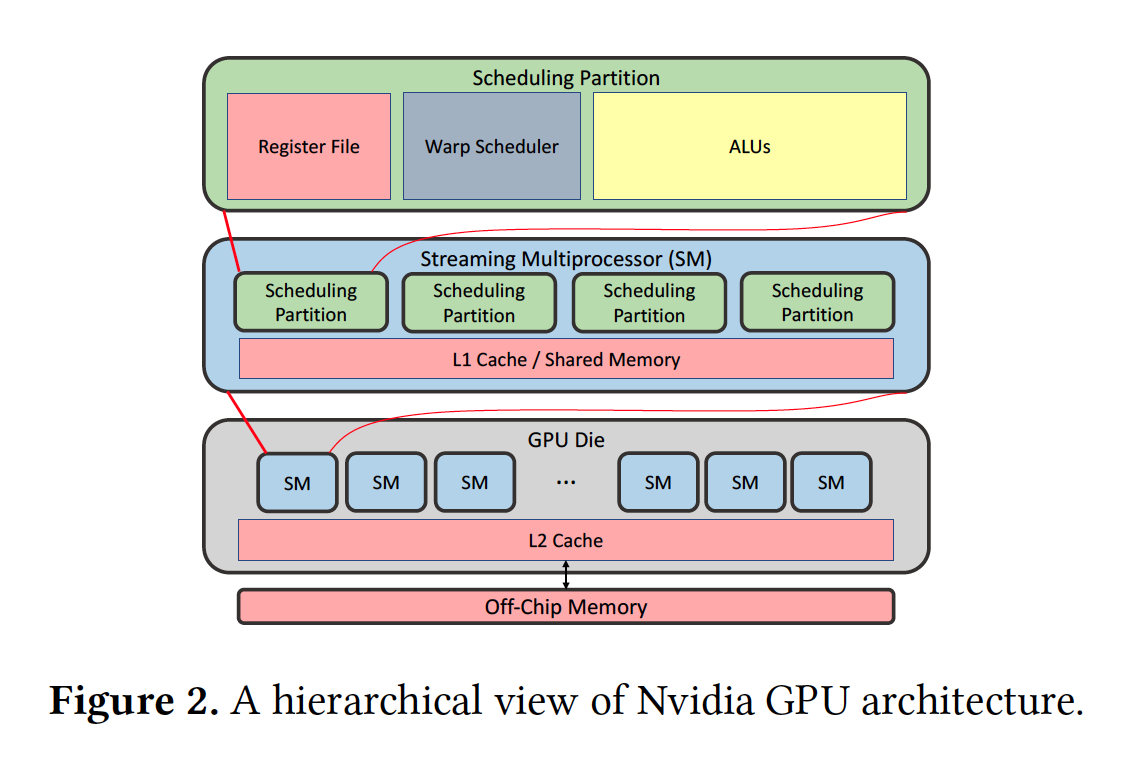 Scheduling Partition
Register File
Warp Scheduler
ALUs
Streaming Multiprocessor (SM)
Scheduling
Partition
Scheduling
Partition
Scheduling
Partition
Scheduling
Partition
L1 Cache / Shared Memory
GPU Die
SM
SM
SM
...
SM
SM
SM
L2 Cache
Off-Chip Memory
Figure 2. A hierarchical view of Nvidia GPU architecture.